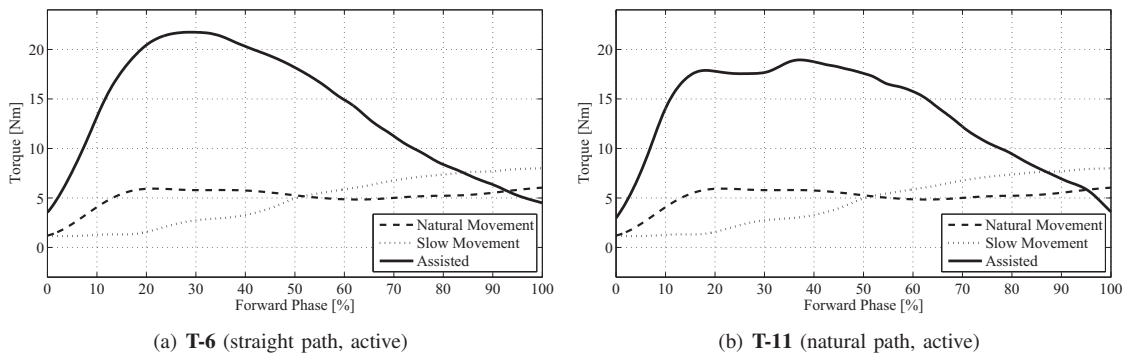 20
15
10
5
0
Torque [Nm]
0 10 20 30 40 50 60 70 80 90 100
Forward Phase [%]
Natural Movement
Slow Movement
Assisted
(a) T-6 (straight path, active)
20
15
10
5
0
Torque [Nm]
0 10 20 30 40 50 60 70 80 90 100
Forward Phase [%]
Natural Movement
Slow Movement
Assisted
(b) T-11 (natural path, active)